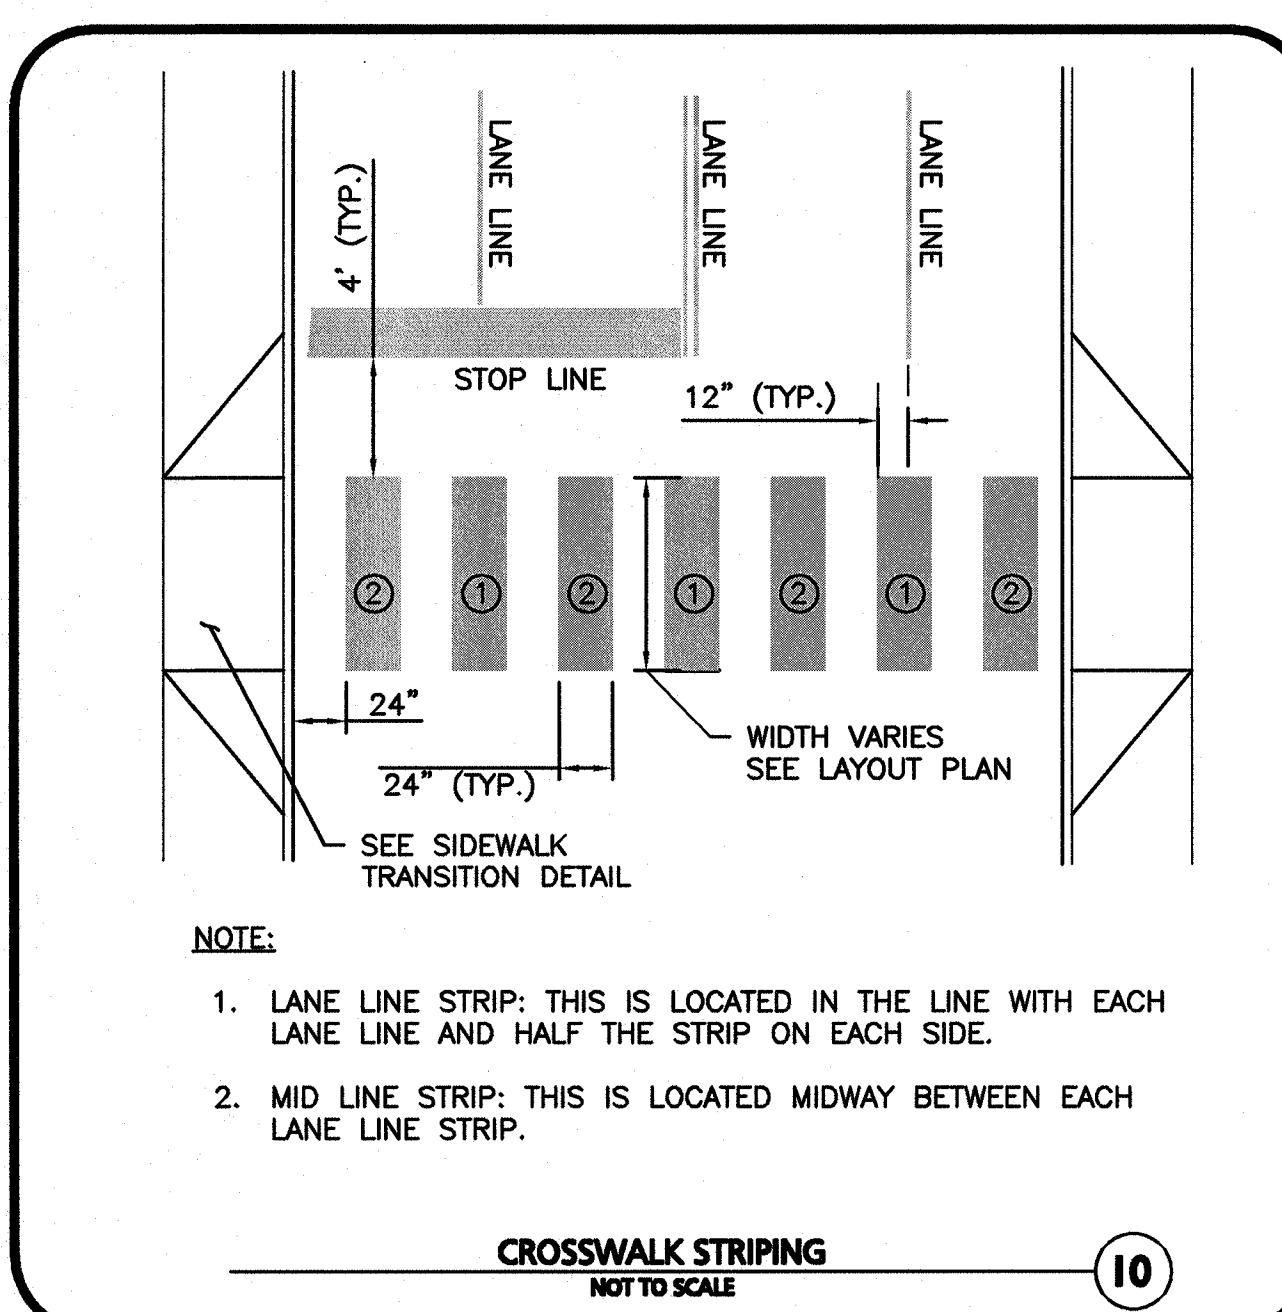 LANE LINE
LANE LINE
LANE LINE
4' (TYP.)
STOP LINE
12" (TYP.)
2
1
2
1
2
1
2
24"
24" (TYP.)
WIDTH VARIES
SEE LAYOUT PLAN
SEE SIDEWALK
TRANSITION DETAIL
NOTE:
1. LANE LINE STRIP: THIS IS LOCATED IN THE LINE WITH EACH
LANE LINE AND HALF THE STRIP ON EACH SIDE.
2. MID LINE STRIP: THIS IS LOCATED MIDWAY BETWEEN EACH
LANE LINE STRIP.
CROSSWALK STRIPING
NOT TO SCALE
10